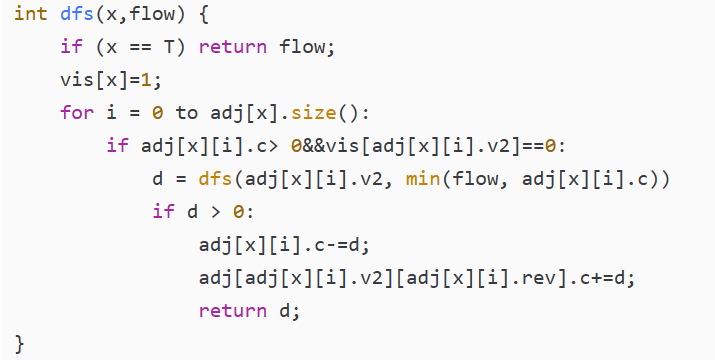 int dfs(x,flow) {
    if (x == T) return flow;
    vis[x]=1;
    for i = 0 to adj[x].size():
        if adj[x][i].c> 0&&vis[adj[x][i].v2]==0:
            d = dfs(adj[x][i].v2, min(flow, adj[x][i].c))
            if d > 0:
                adj[x][i].c-=d;
                adj[adj[x][i].v2][adj[x][i].rev].c+=d;
                return d;
}